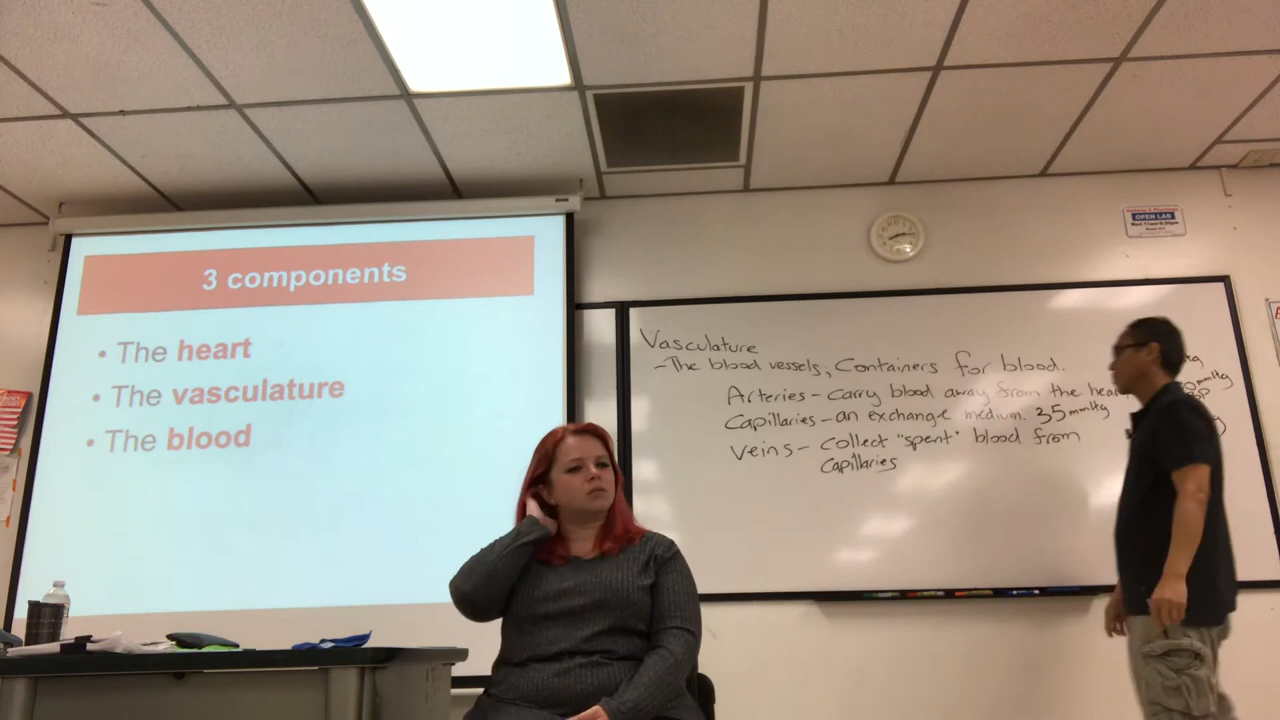 3 components
• The heart
• The vasculature
• The blood
OPEN LAB
Vasculature
-The blood vessels; Containers for blood.
Arteries - Carry blood away from the hear
Capillaries - an exchange medium. 35mmHg
Veins - Collect "spent" blood from
Capillaries